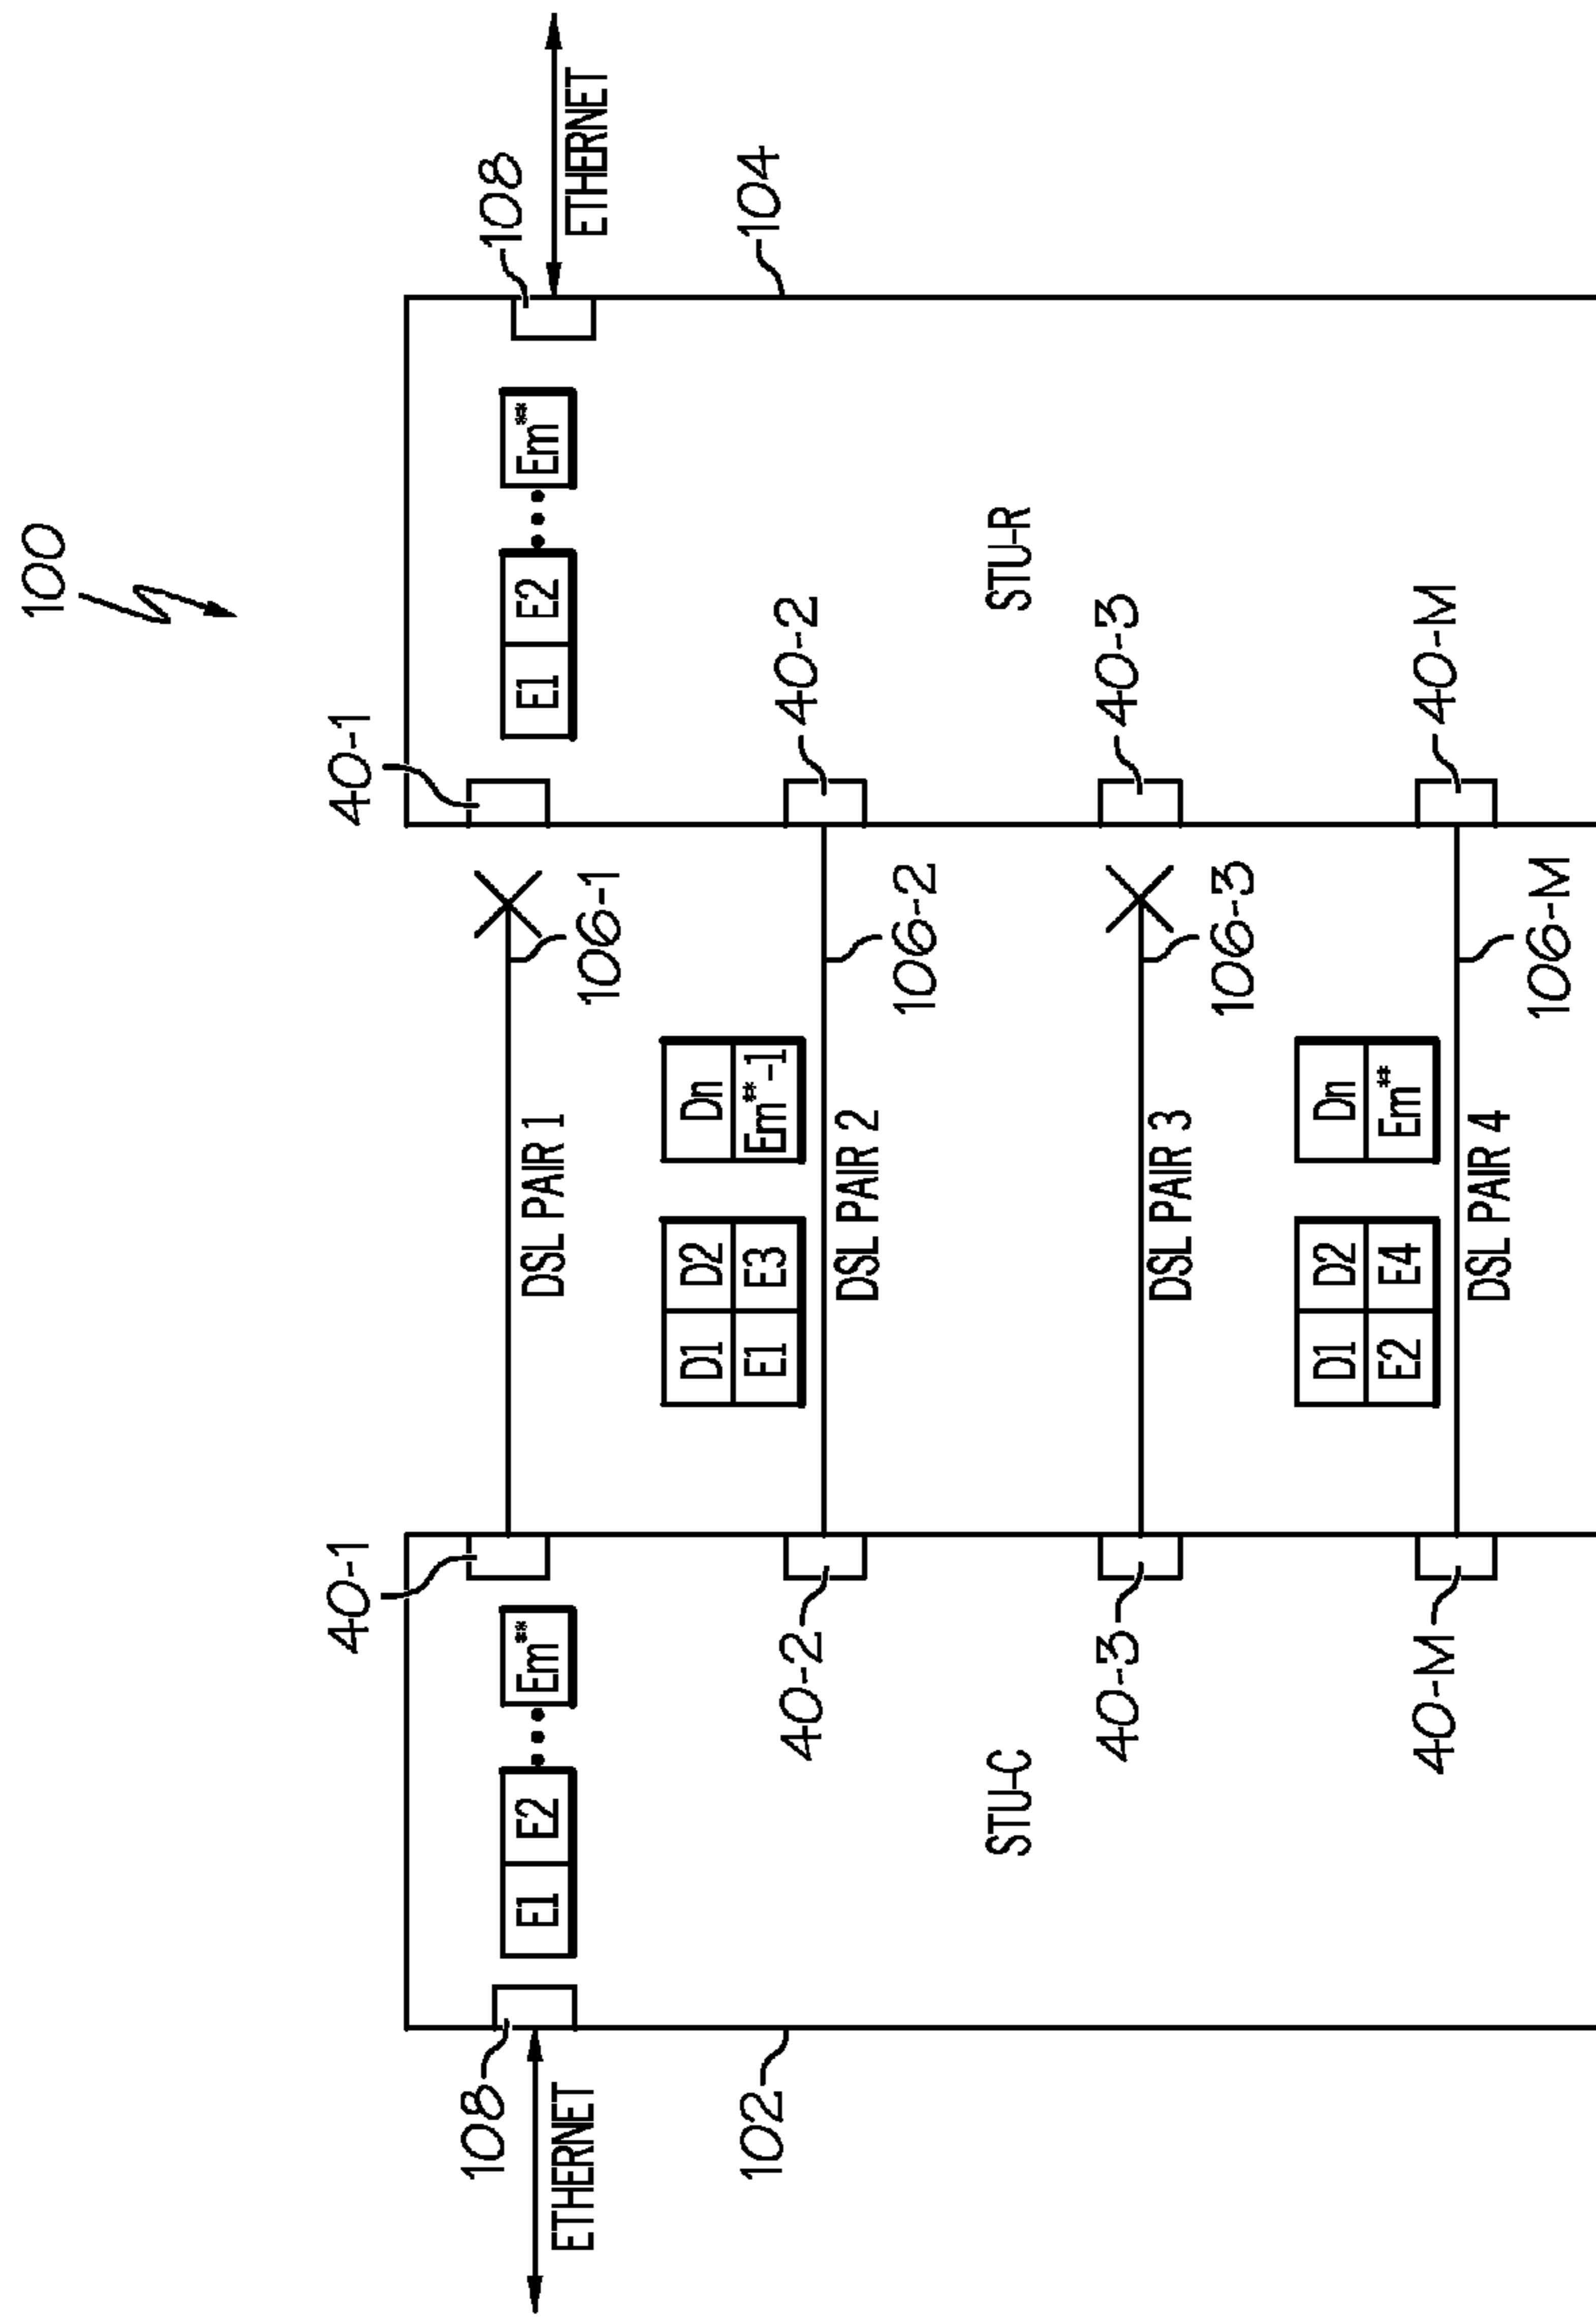 100
40-1
40-1
108
ETHERNET
E1 E2 Em**
DSL PAIR 1
106-1
E1 E2 Em**
108
ETHERNET
D1 D2 Dn
E1 E3 Em**-1
102
40-2
DSL PAIR 2
106-2
40-2
104
STU-C
STU-R
40-3
DSL PAIR 3
106-3
40-3
D1 D2 Dn
E2 E4 Em**
40-M
DSL PAIR 4
106-M
40-M